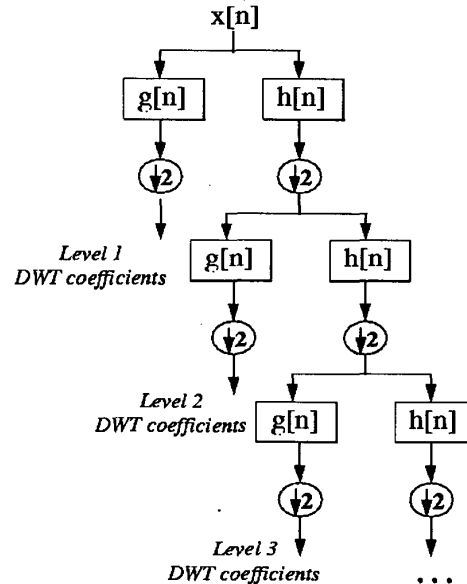 x[n]
g[n] h[n]
↓2 ↓2
Level 1
DWT coefficients
g[n] h[n]
↓2 ↓2
Level 2
DWT coefficients
g[n] h[n]
↓2 ↓2
Level 3
DWT coefficients
...